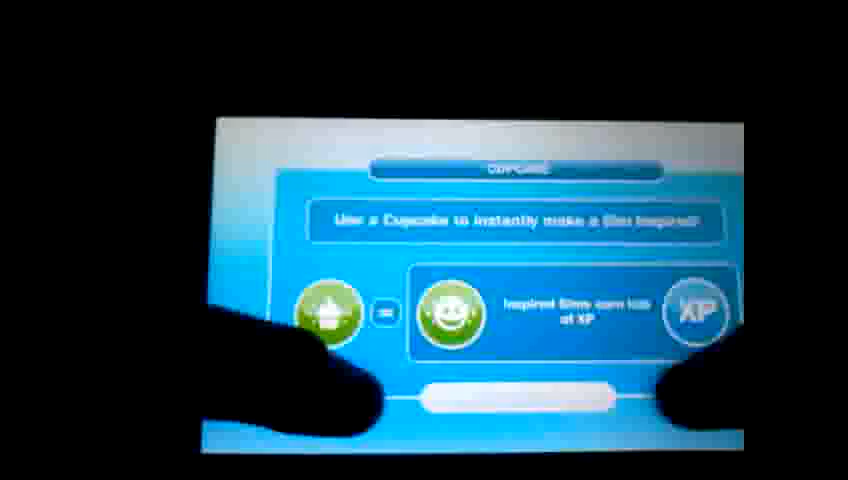 CUPCAKE
Use a Cupcake to instantly make a Sim Inspired!
=
Inspired Sims earn lots
of XP
XP